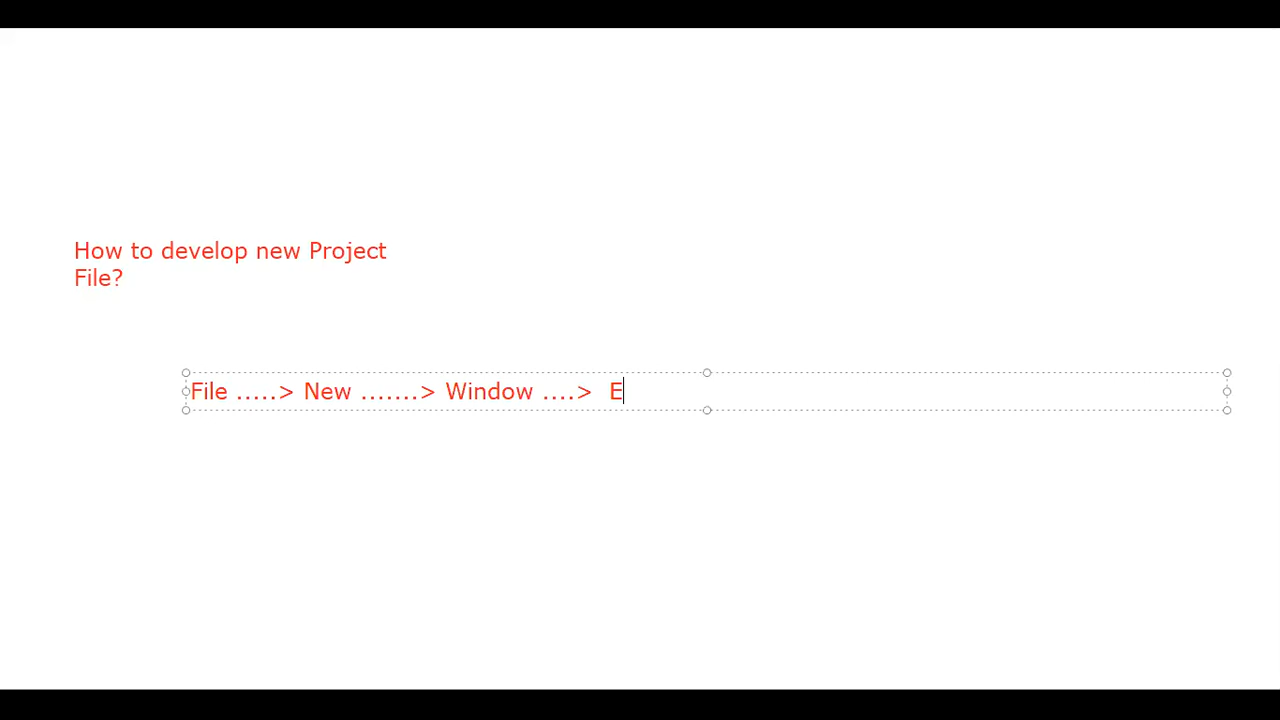 How to develop new Project
File?
File .....> New .......> Window ....>  E